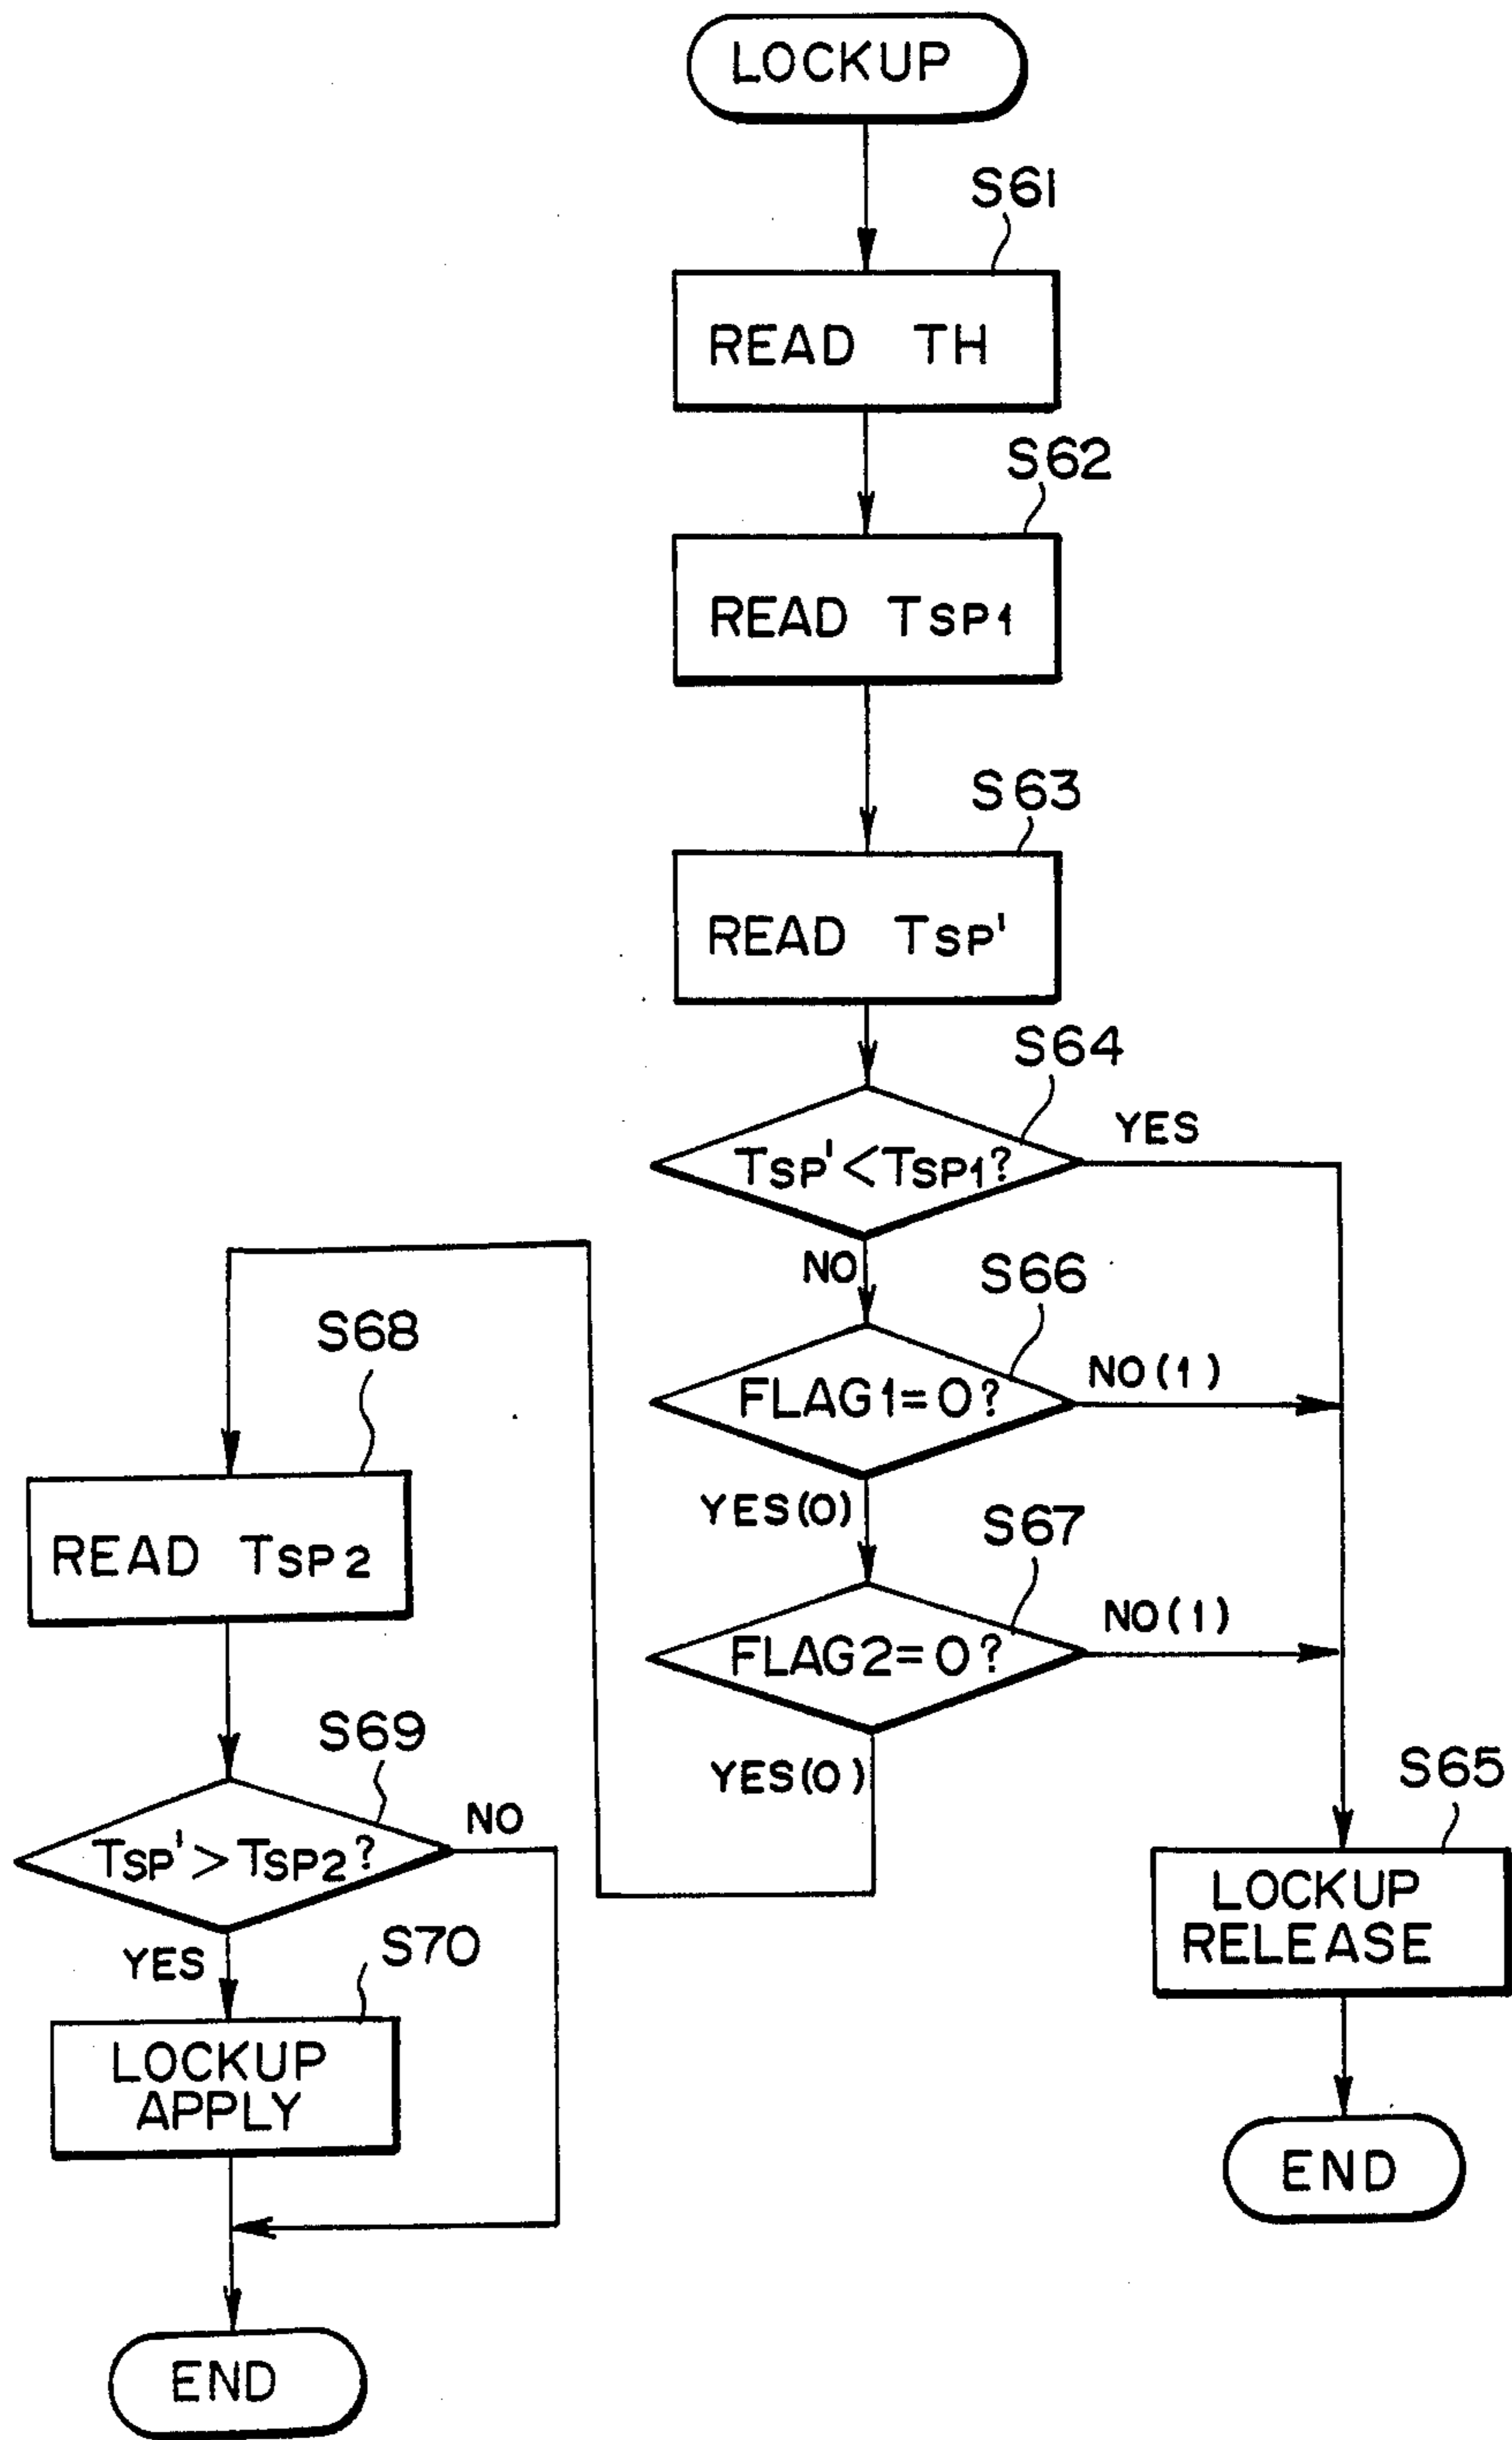 LOCKUP
S61
READ TH
S62
READ TSP1
S63
READ TSP'
S64
TSP'<TSP1?
YES
NO
S66
FLAG1=0?
NO(1)
YES(0)
S67
FLAG2=0?
NO(1)
YES(0)
S65
LOCKUP
RELEASE
END
S68
READ TSP2
S69
TSP'>TSP2?
NO
YES
S70
LOCKUP
APPLY
END